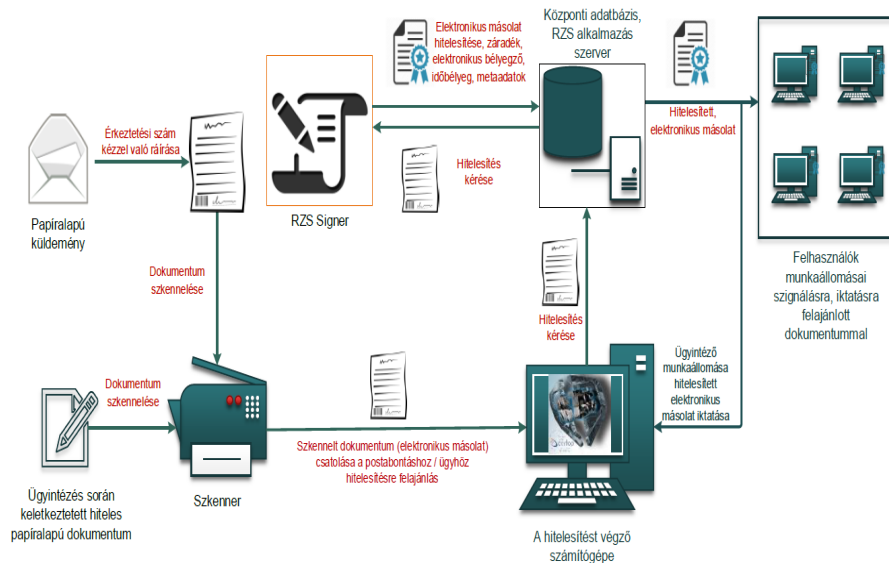 Elektronikus másolat
hitelesítése, záradék,
elektronikus bélyegző,
időbélyeg, metaadatok
Központi adatbázis,
RZS alkalmazás
szerver
Érkeztetési szám
kézzel való ráírása
Hitelesített,
elektronikus másolat
Hitelesítés
kérése
Papíralapú
küldemény
RZS Signer
Dokumentum
szkennelése
Felhasználók
munkaállomásai
szignálásra, iktatásra
felajánlott
dokumentummal
Hitelesítés
kérése
Ügyintéző
munkaállomása
hitelesített
elektronikus
másolat iktatása
Dokumentum
szkennelése
Szkennelt dokumentum (elektronikus másolat)
csatolása a postabontáshoz / ügyhöz
hitelesítésre felajánlás
Ügyintézés során
keletkeztetett hiteles
papíralapú dokumentum
Szkenner
A hitelesítést végző
számítógépe